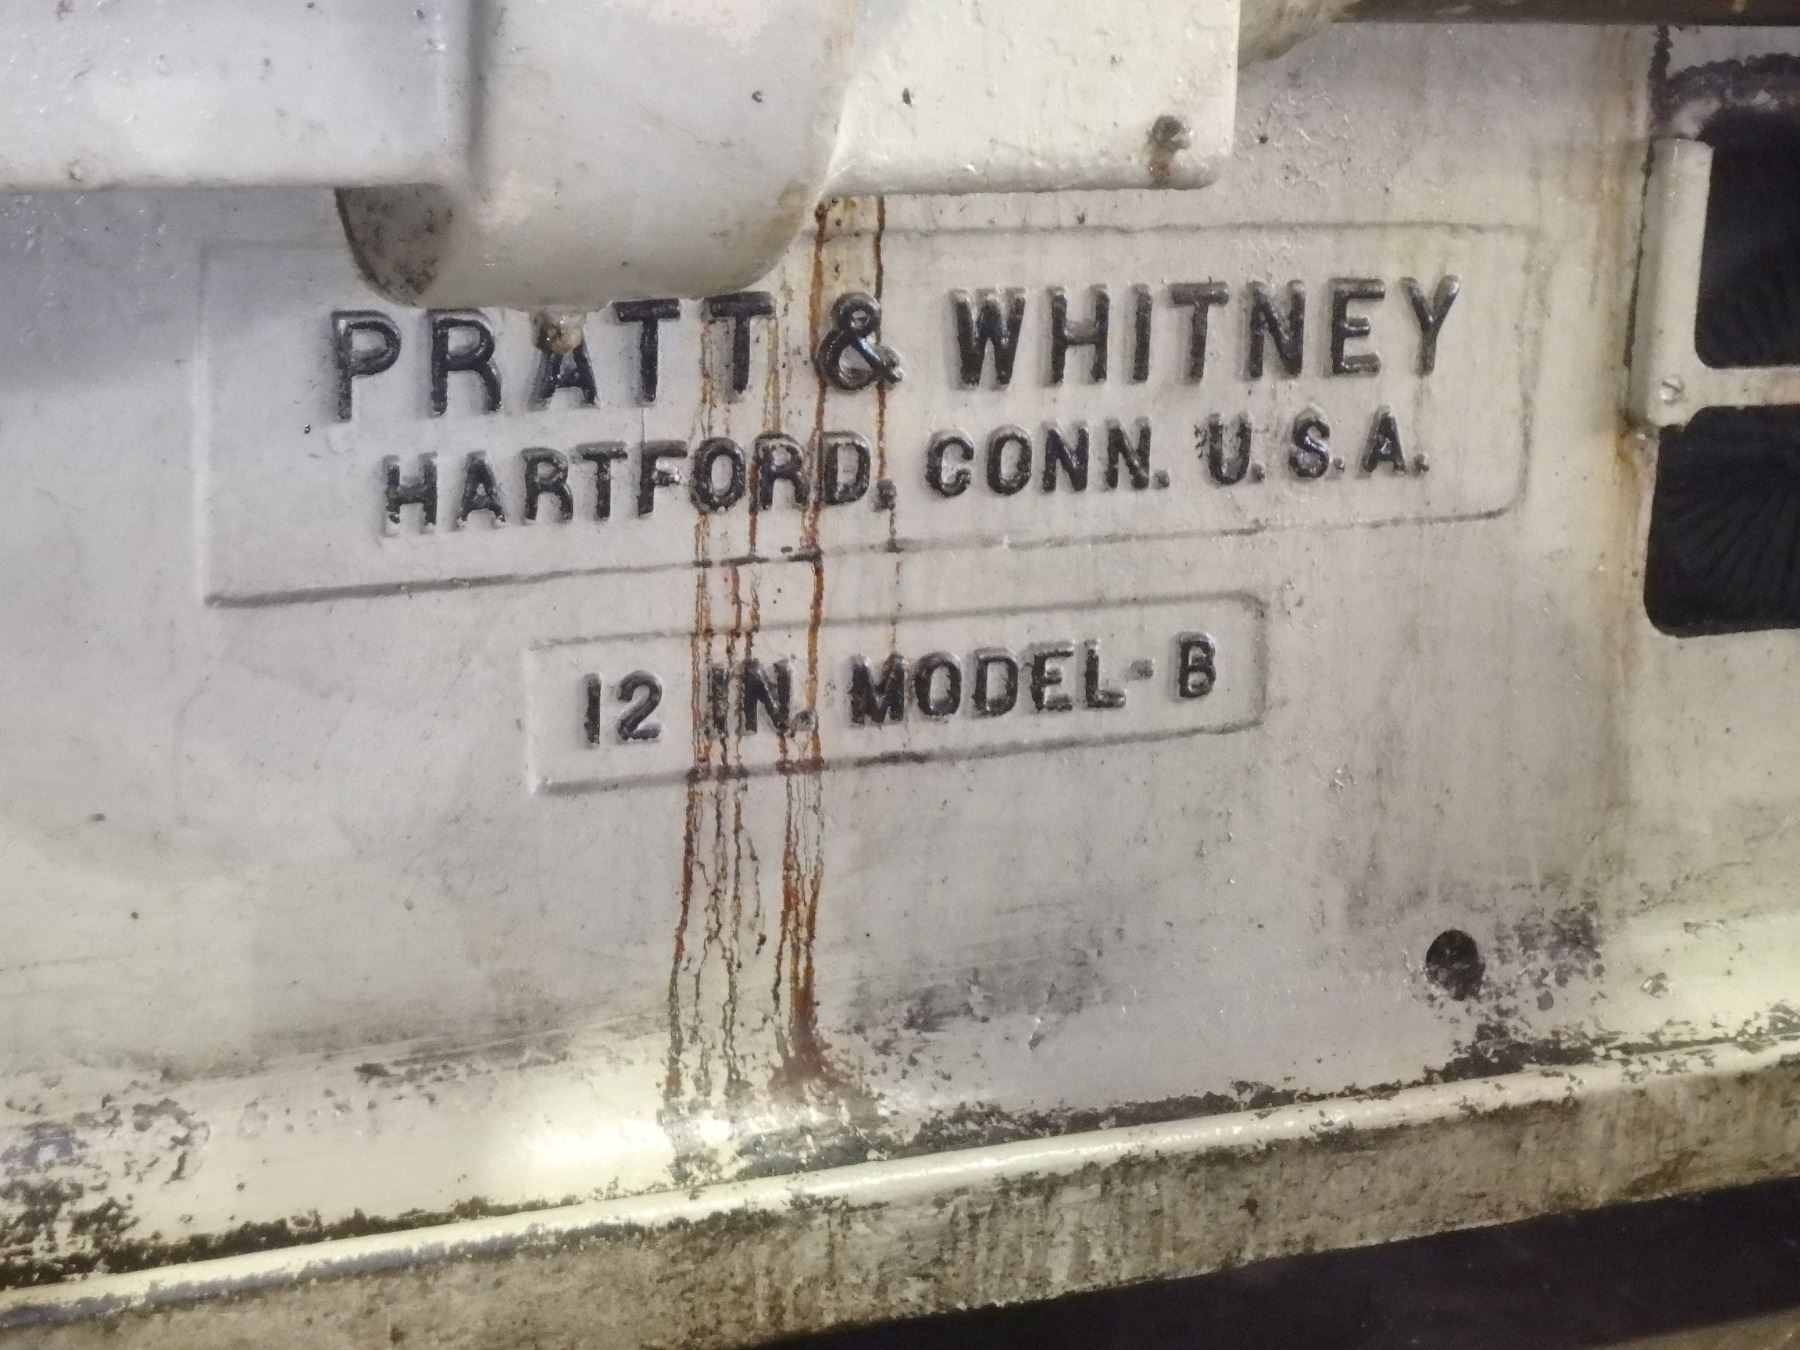 PRATT & WHITNEY
HARTFORD, CONN. U.S.A.
12 IN. MODEL-B